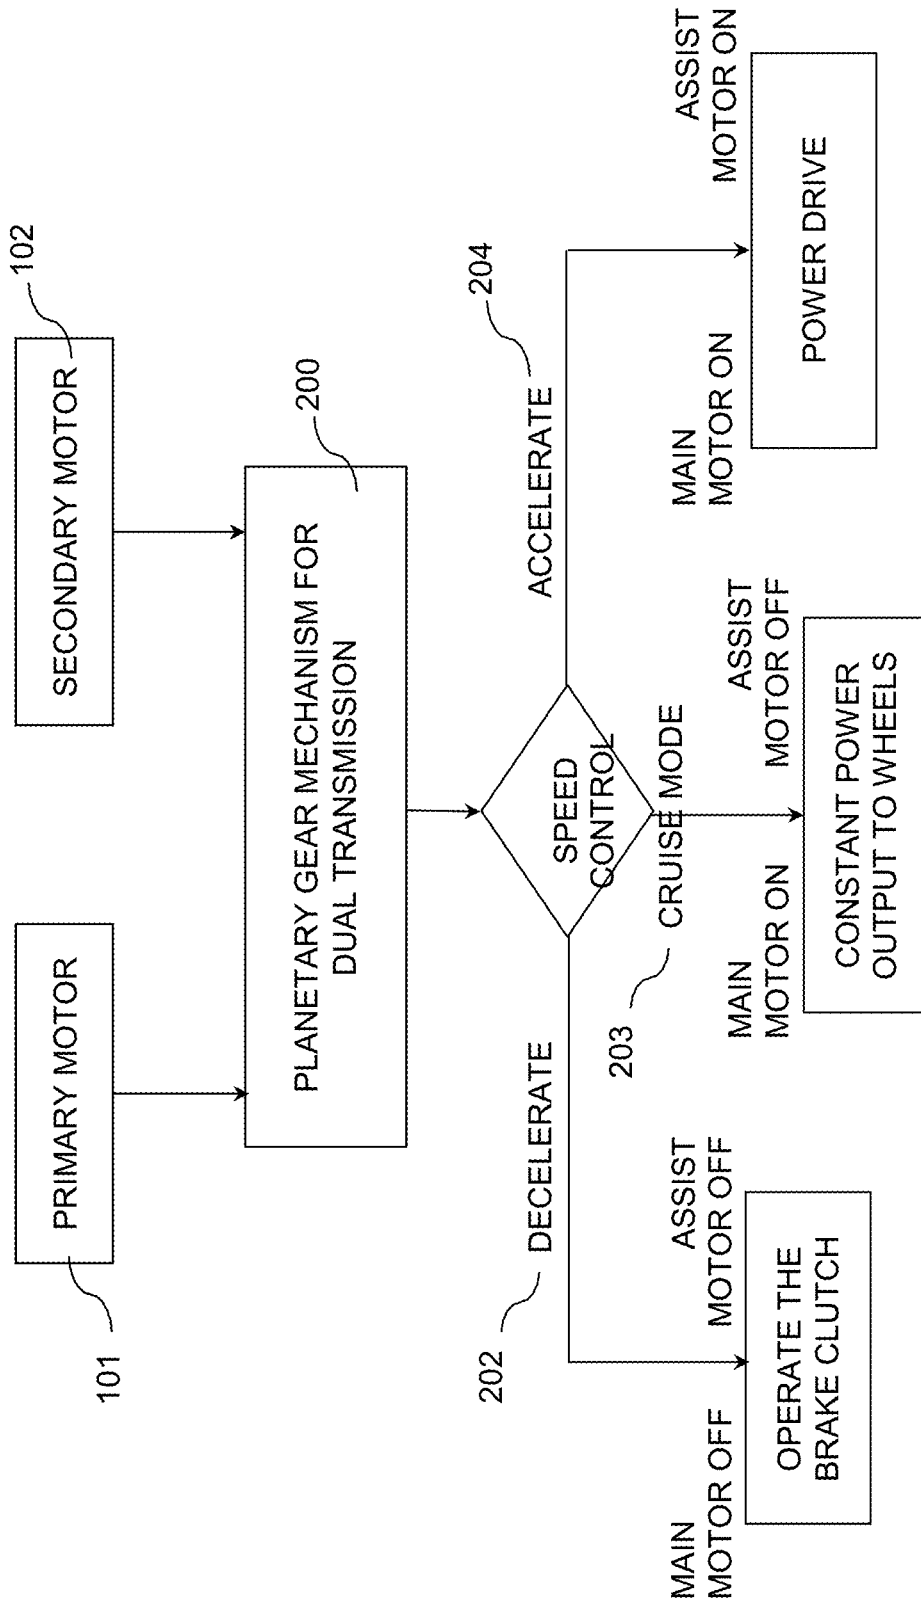 101
PRIMARY MOTOR
SECONDARY MOTOR
102
PLANETARY GEAR MECHANISM FOR
DUAL TRANSMISSION
200
202
DECELERATE
SPEED
CONTROL
ACCELERATE
204
203
CRUISE MODE
MAIN
MOTOR OFF
ASSIST
MOTOR OFF
OPERATE THE
BRAKE CLUTCH
MAIN
MOTOR ON
ASSIST
MOTOR OFF
CONSTANT POWER
OUTPUT TO WHEELS
MAIN
MOTOR ON
ASSIST
MOTOR ON
POWER DRIVE